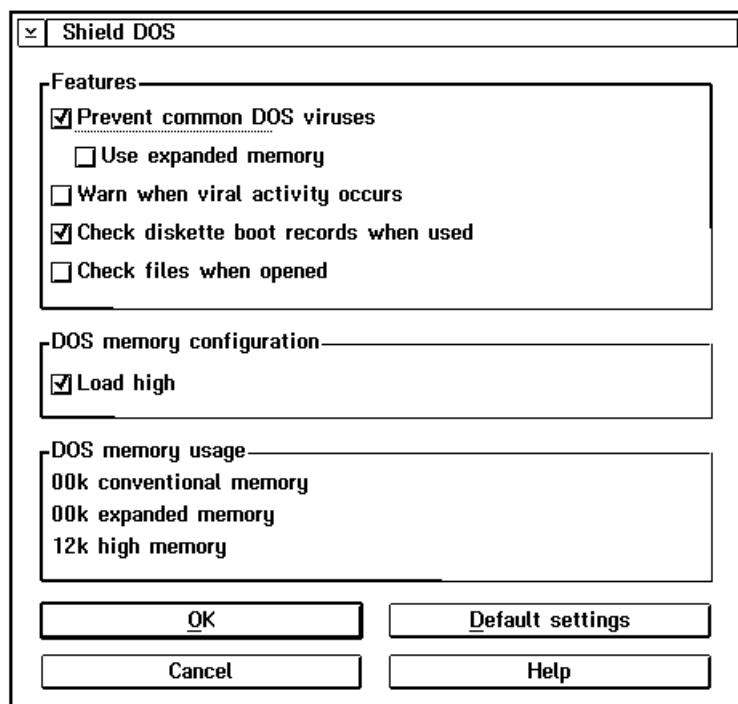 Shield DOS
Features
Prevent common DOS viruses
Use expanded memory
Warn when viral activity occurs
Check diskette boot records when used
Check files when opened
DOS memory configuration
Load high
DOS memory usage
00k conventional memory
00k expanded memory
12k high memory
OK
Default settings
Cancel
Help